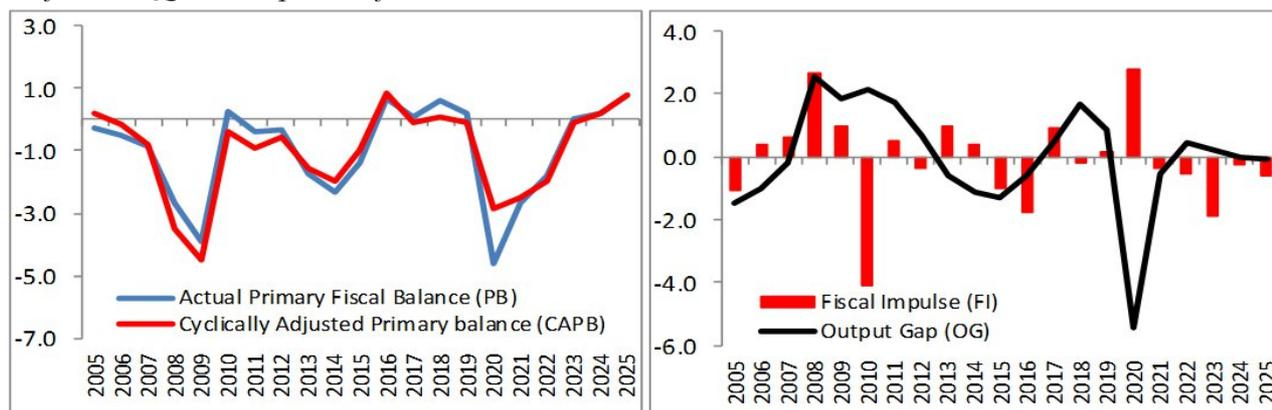 3.0
1.0
-1.0
-3.0
-5.0
-7.0
Actual Primary Fiscal Balance (PB)
Cyclically Adjusted Primary balance (CAPB)
2005 2006 2007 2008 2009 2010 2011 2012 2013 2014 2015 2016 2017 2018 2019 2020 2021 2022 2023 2024 2025
4.0
2.0
0.0
-2.0
-4.0
-6.0
Fiscal Impulse (FI)
Output Gap (OG)
2005 2006 2007 2008 2009 2010 2011 2012 2013 2014 2015 2016 2017 2018 2019 2020 2021 2022 2023 2024 2025